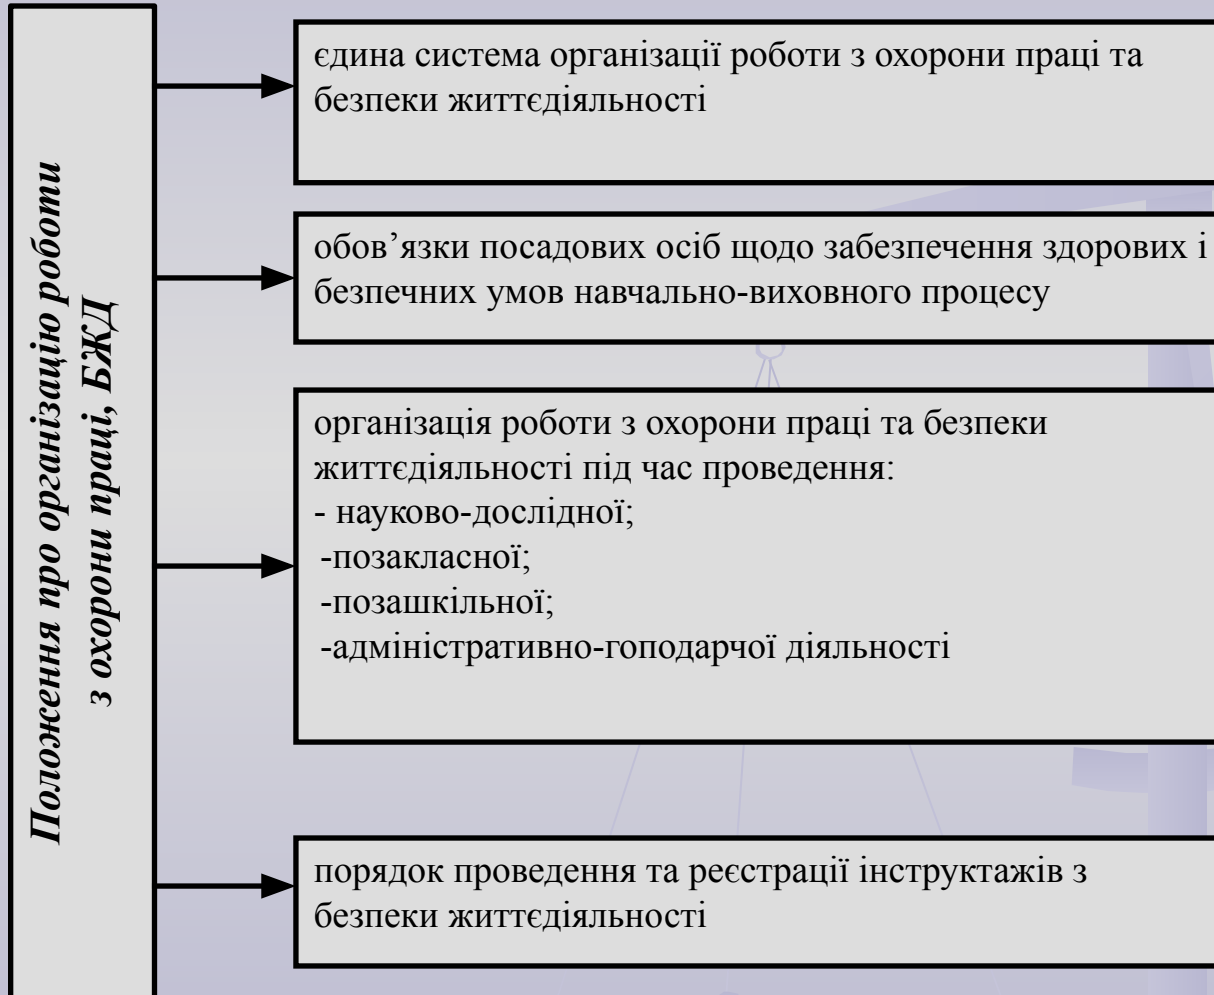 Положення про організацію роботи
з охорони праці, БЖД
єдина система організації роботи з охорони праці та
безпеки життєдіяльності
обов’язки посадових осіб щодо забезпечення здорових і
безпечних умов навчально-виховного процесу
організація роботи з охорони праці та безпеки
життєдіяльності під час проведення:
- науково-дослідної;
-позакласної;
-позашкільної;
-адміністративно-гоподарчої діяльності
порядок проведення та реєстрації інструктажів з
безпеки життєдіяльності